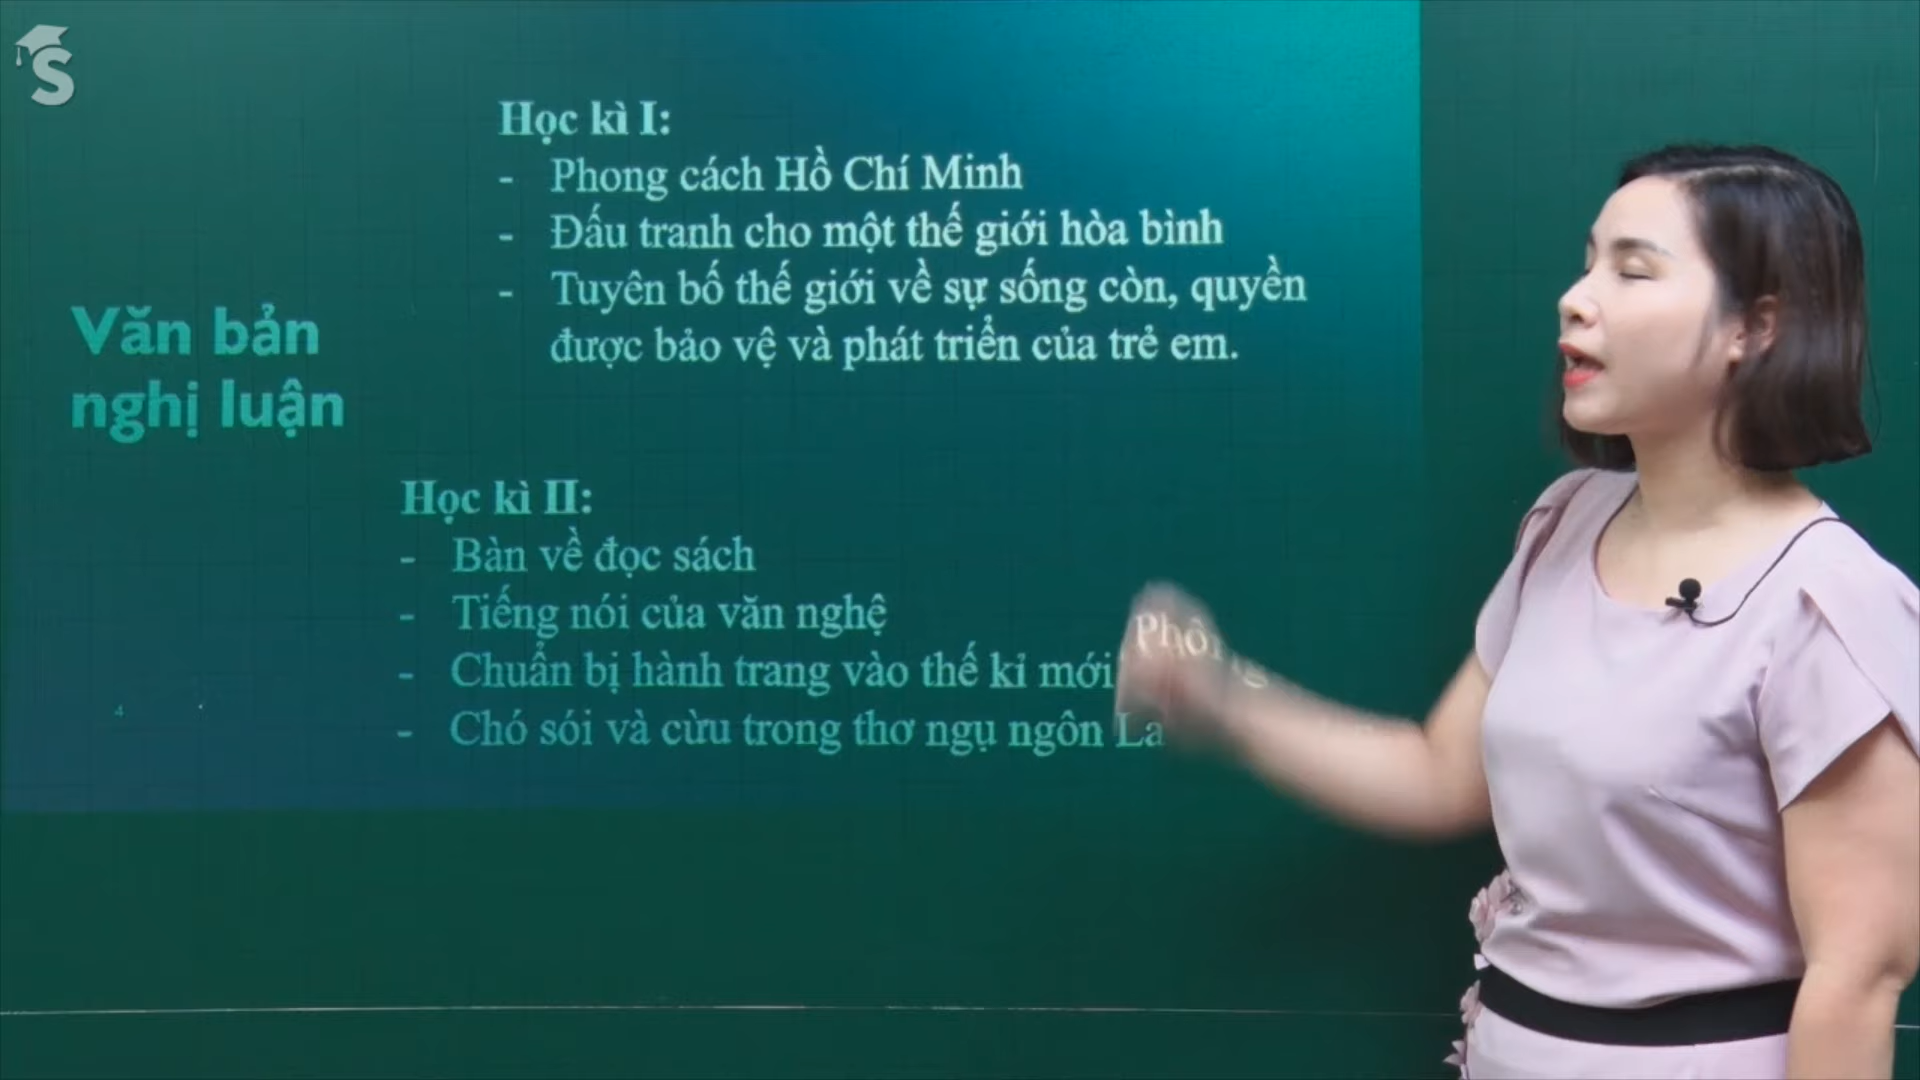 S
Học kì I:
- Phong cách Hồ Chí Minh
- Đấu tranh cho một thế giới hòa bình
- Tuyên bố thế giới về sự sống còn, quyền
được bảo vệ và phát triển của trẻ em.
Văn bản
nghị luận
Học kì II:
- Bàn về đọc sách
- Tiếng nói của văn nghệ
- Chuẩn bị hành trang vào thế kỉ mới
- Chó sói và cừu trong thơ ngụ ngôn La
4